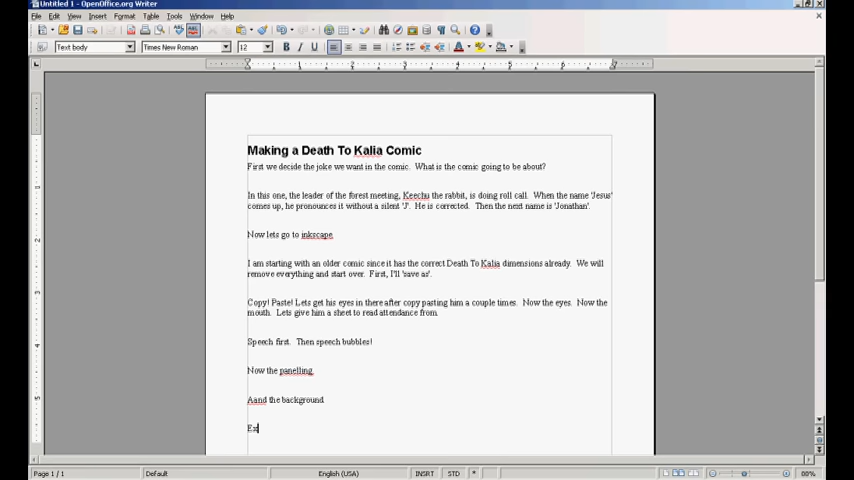 Untitled 1 - OpenOffice.org Writer
File Edit View Insert Format Table Tools Window Help
Text body Times New Roman 12
Making a Death To Kalia Comic
First we decide the joke we want in the comic. What is the comic going to be about?
In this one, the leader of the forest meeting, Keechu the rabbit, is doing roll call. When the name 'Jesus'
comes up, he pronounces it without a silent 'J'. He is corrected. Then the next name is 'Jonathan'.
Now lets go to inkscape.
I am starting with an older comic since it has the correct Death To Kalia dimensions already. We will
remove everything and start over. First, I'll 'save as'.
Copy! Paste! Lets get his eyes in there after copy pasting him a couple times. Now the eyes. Now the
mouth. Lets give him a sheet to read attendance from.
Speech first. Then speech bubbles!
Now the panelling.
Aand the background
Ex
Page 1 / 1 Default English (USA) INSRT STD * 88%